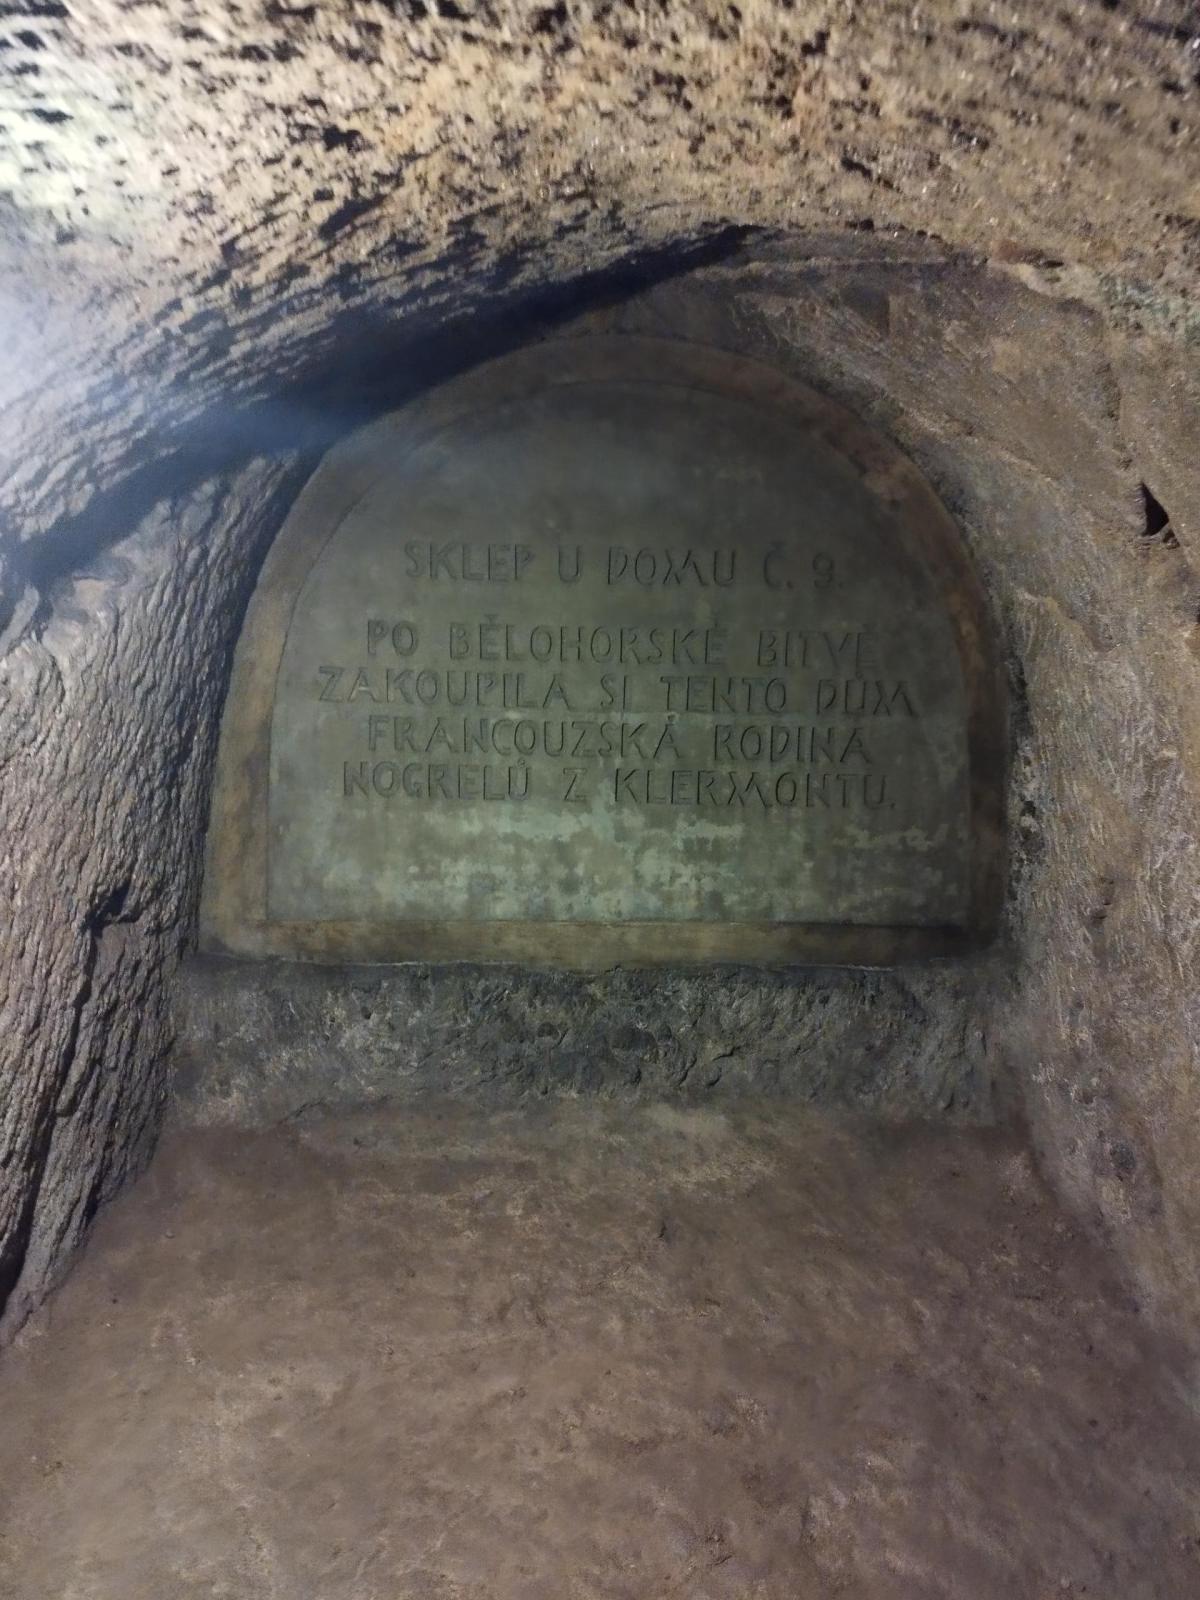 SKLEP U DOMU Č. 9.
PO BĚLOHORSKÉ BITVĚ
ZAKOUPILA SI TENTO DŮM
FRANCOUZSKÁ RODINA
NOGRELŮ Z KLERMONTU.